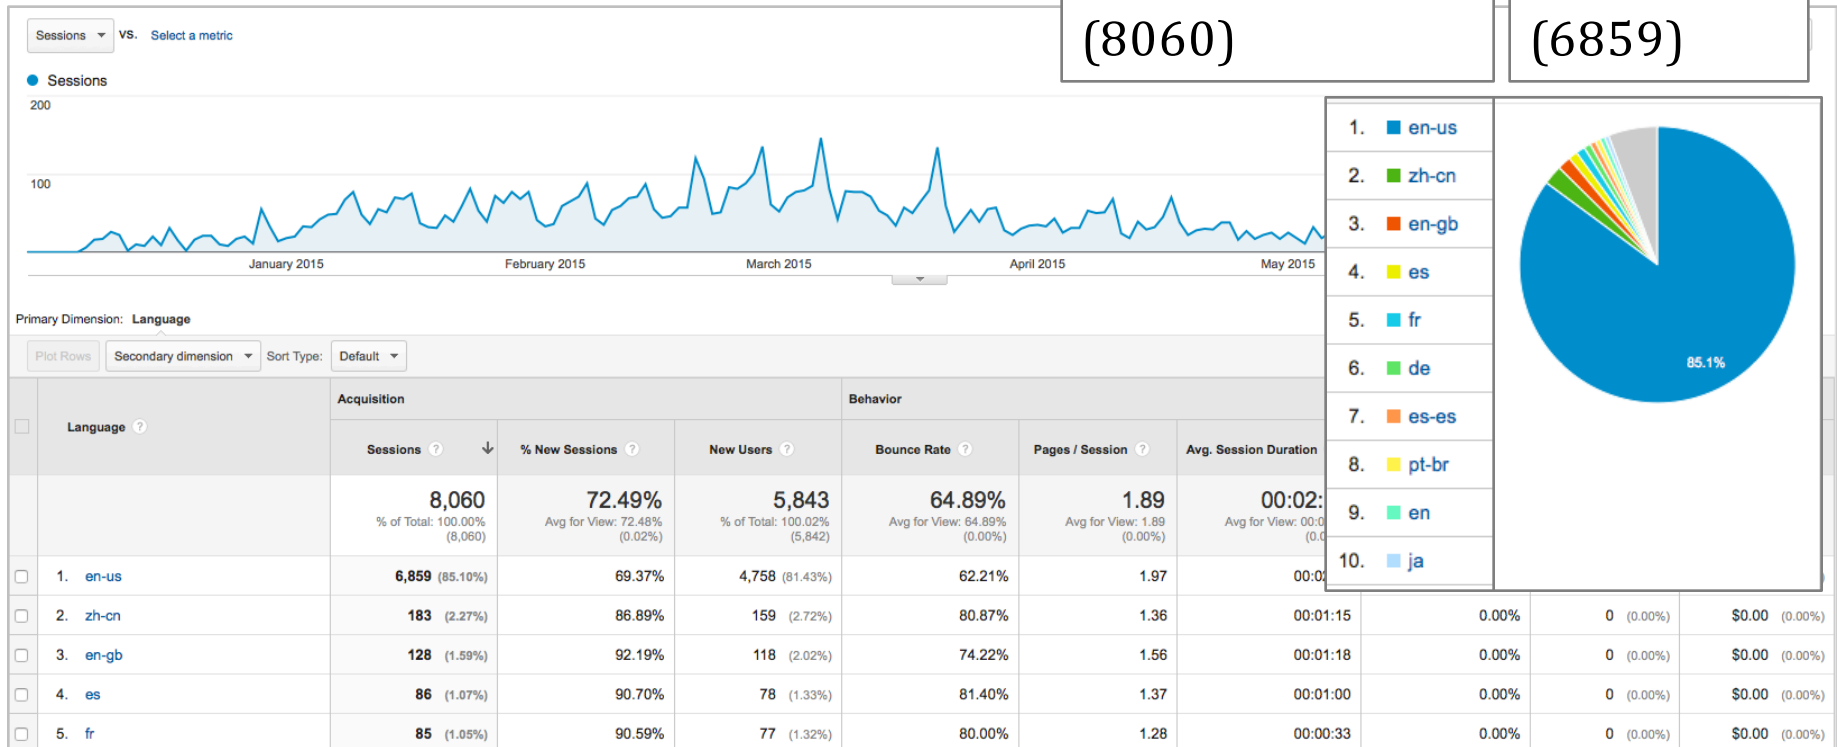 (8060)
(6859)
Sessions VS. Select a metric
Sessions
200
100
January 2015 February 2015 March 2015 April 2015 May 2015
1. en-us
2. zh-cn
3. en-gb
4. es
5. fr
6. de
7. es-es
8. pt-br
9. en
10. ja
85.1%
Primary Dimension: Language
Plot Rows Secondary dimension Sort Type: Default
Acquisition Behavior
Language ? Sessions ? % New Sessions ? New Users ? Bounce Rate ? Pages / Session ? Avg. Session Duration
8,060 72.49% 5,843 64.89% 1.89 00:02:
% of Total: 100.00% Avg for View: 72.48% % of Total: 100.02% Avg for View: 64.89% Avg for View: 1.89 Avg for View: 00:0
(8,060) (0.02%) (5,842) (0.00%) (0.00%) (0.0
1. en-us 6,859 (85.10%) 69.37% 4,758 (81.43%) 62.21% 1.97
2. zh-cn 183 (2.27%) 86.89% 159 (2.72%) 80.87% 1.36 00:01:15 0.00% 0 (0.00%) $0.00 (0.00%)
3. en-gb 128 (1.59%) 92.19% 118 (2.02%) 74.22% 1.56 00:01:18 0.00% 0 (0.00%) $0.00 (0.00%)
4. es 86 (1.07%) 90.70% 78 (1.33%) 81.40% 1.37 00:01:00 0.00% 0 (0.00%) $0.00 (0.00%)
5. fr 85 (1.05%) 90.59% 77 (1.32%) 80.00% 1.28 00:00:33 0.00% 0 (0.00%) $0.00 (0.00%)